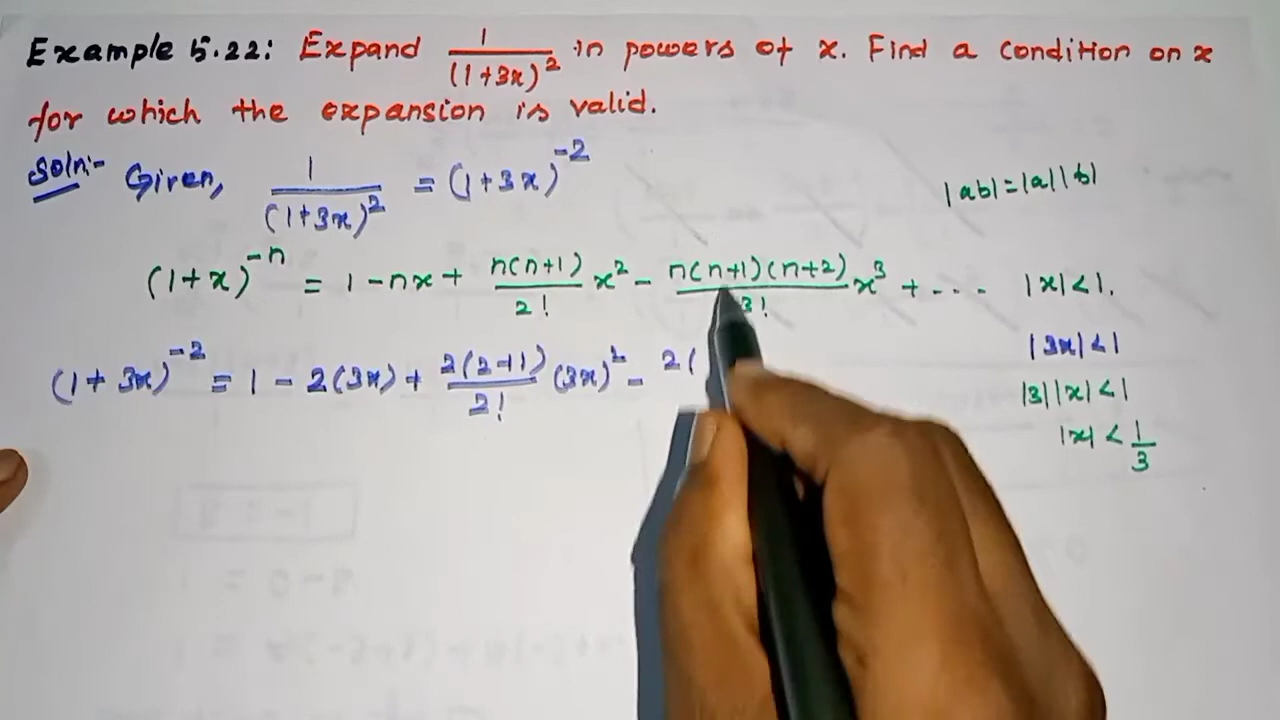 Example 5.22: Expand 1/(1+3x)^2 in powers of x. Find a condition on x
for which the expansion is valid.
Soln:- Given, 1/(1+3x)^2 = (1+3x)^-2
|ab|=|a||b|
(1+x)^-n = 1-nx+ n(n+1)/2! x^2 - n(n+1)(n+2)/3! x^3 + ... |x|<1.
|3x|<1
(1+3x)^-2 = 1-2(3x)+ 2(2+1)/2! (3x)^2 - 2(
|3||x|<1
|x|< 1/3